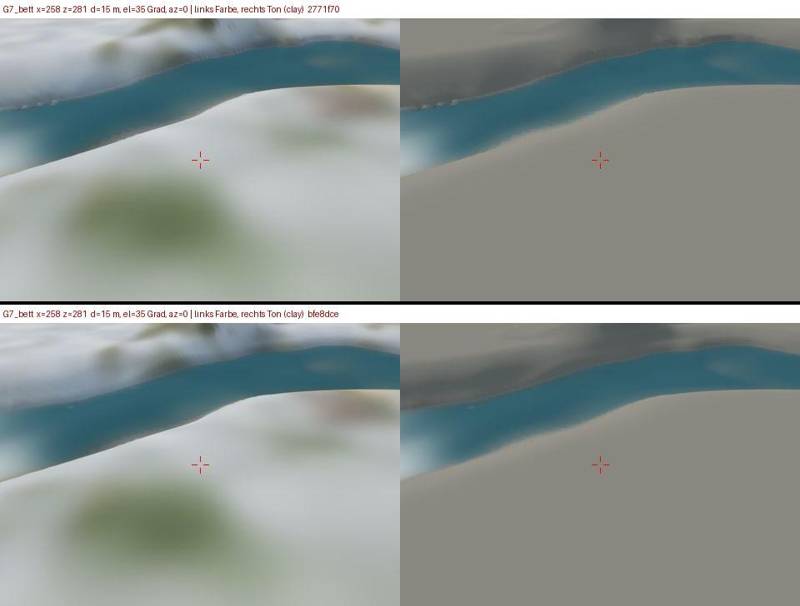 G7_bett x=258 z=281 d=15 m, el=35 Grad, az=0 | links Farbe, rechts Ton (clay) 2771f70
G7_bett x=258 z=281 d=15 m, el=35 Grad, az=0 | links Farbe, rechts Ton (clay) bfe8dce